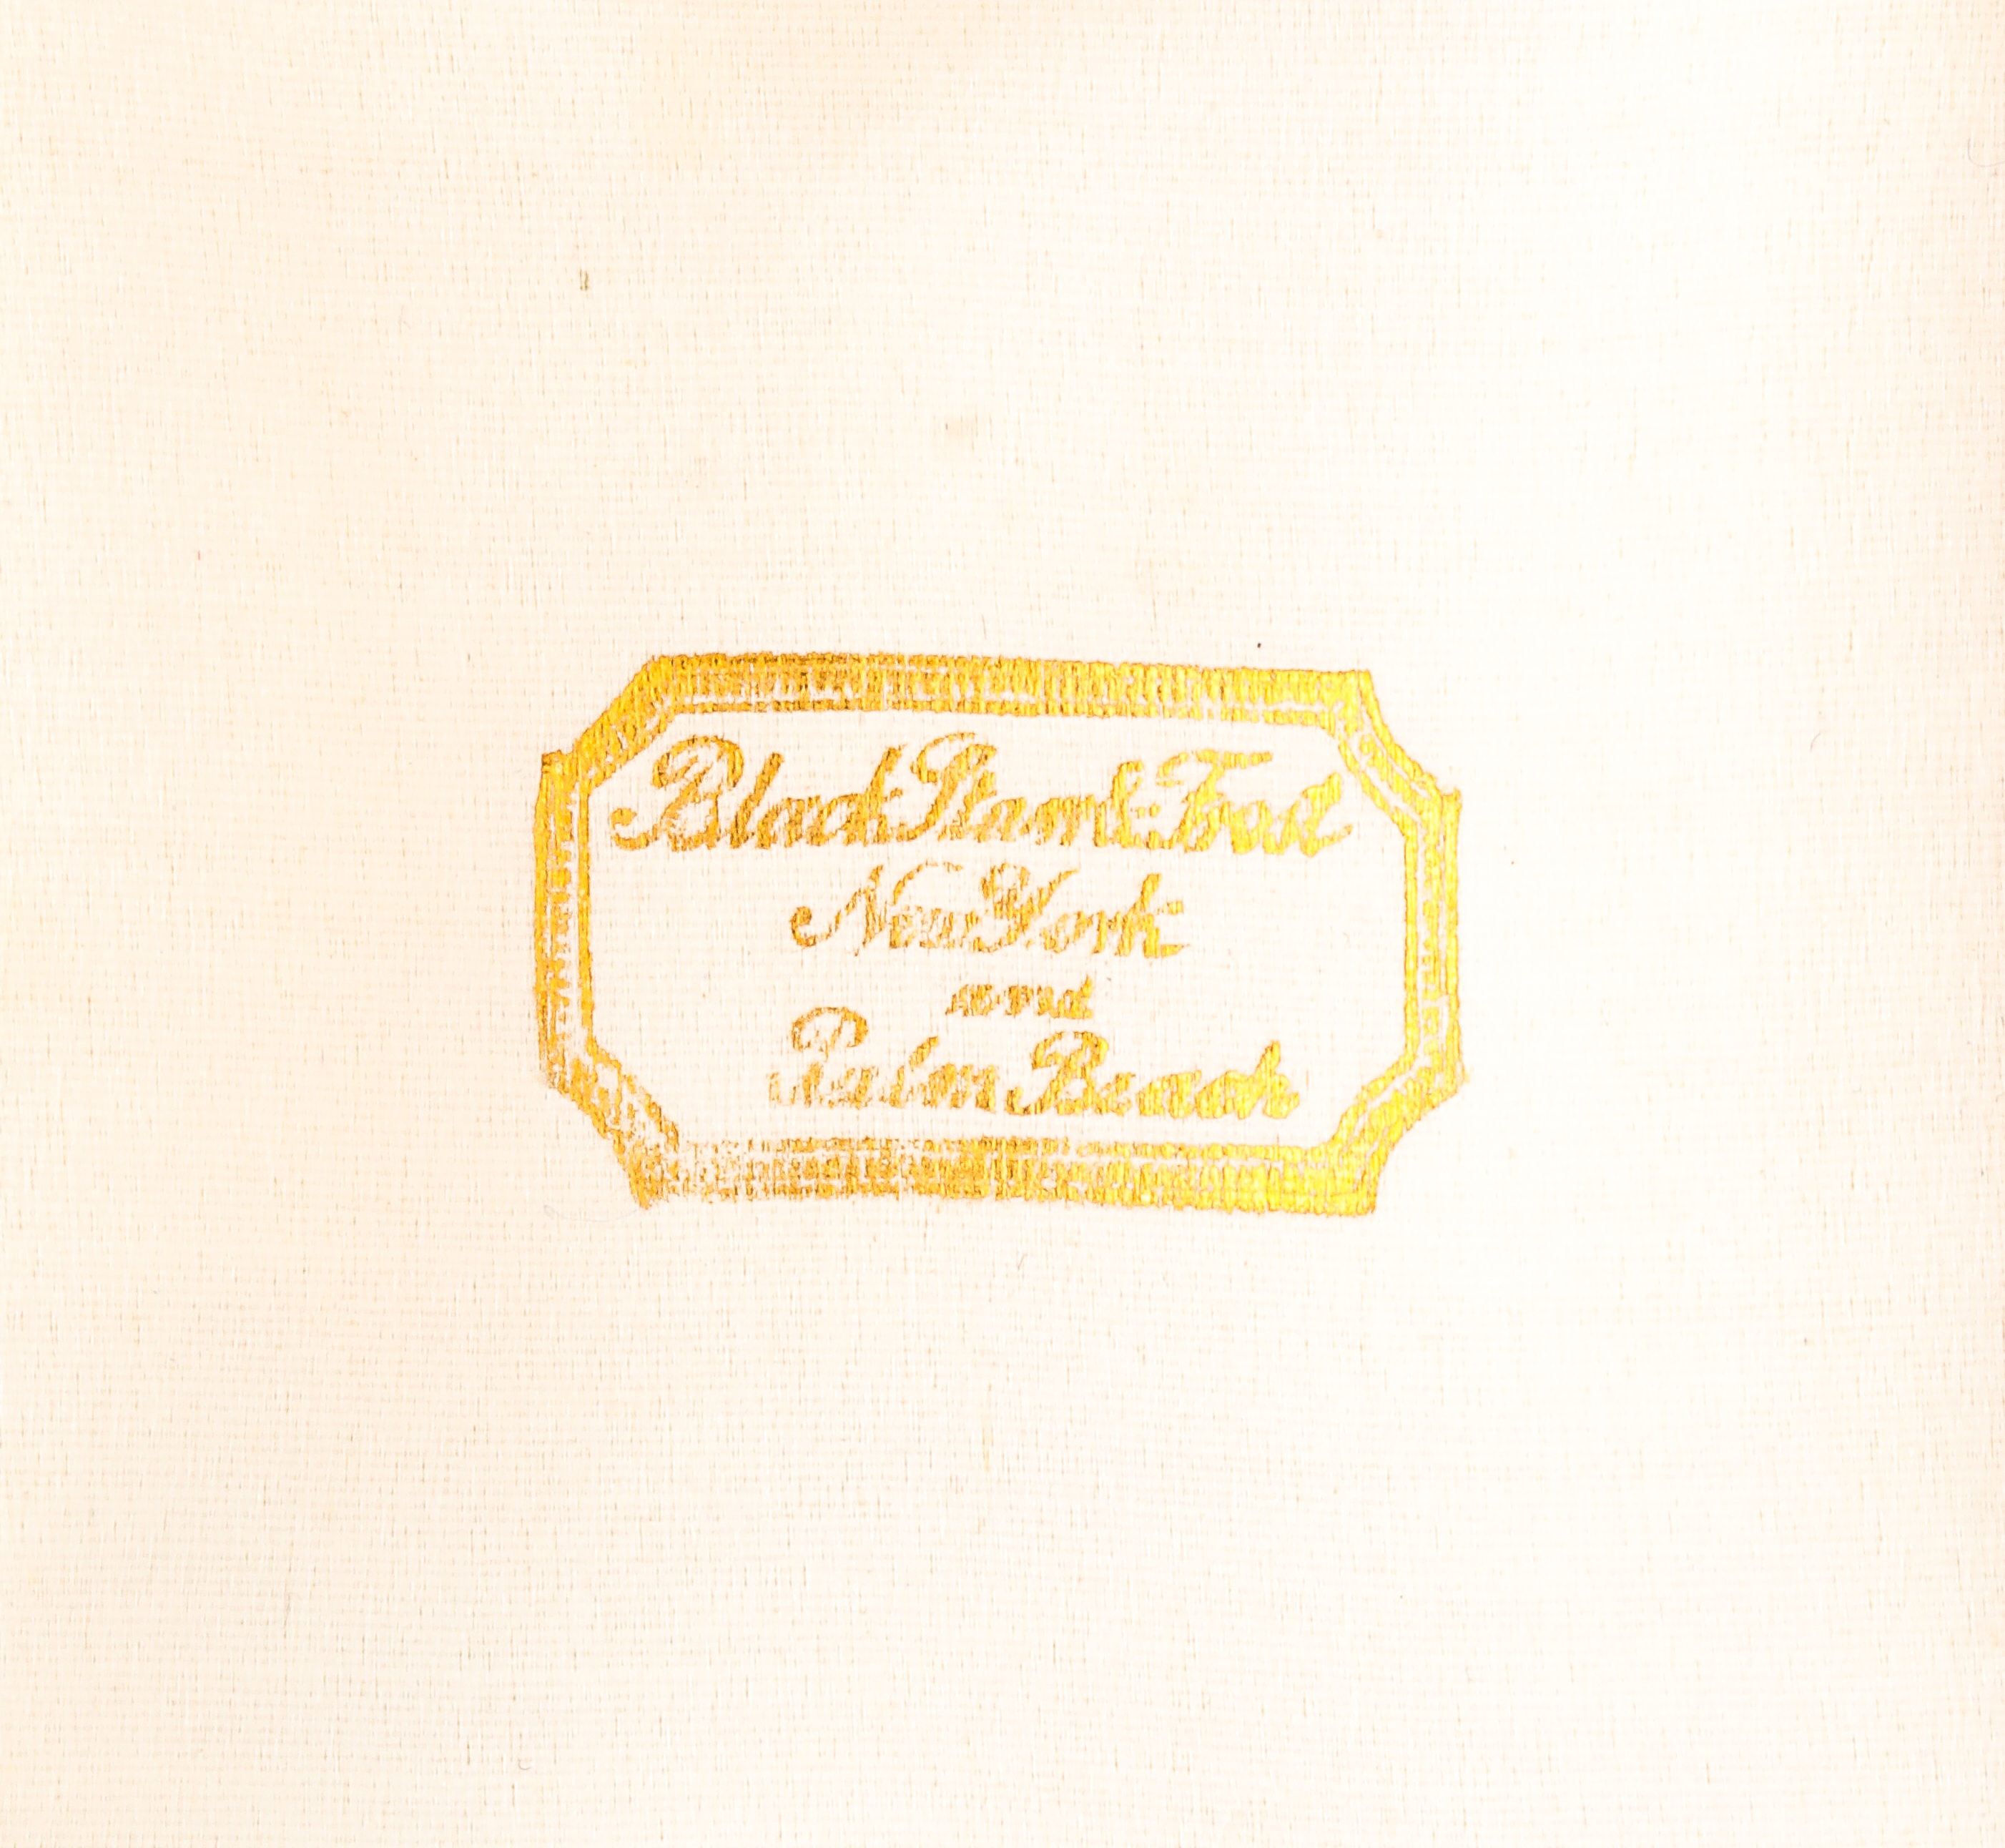 Black Starr & Frost
New York
and
Palm Beach